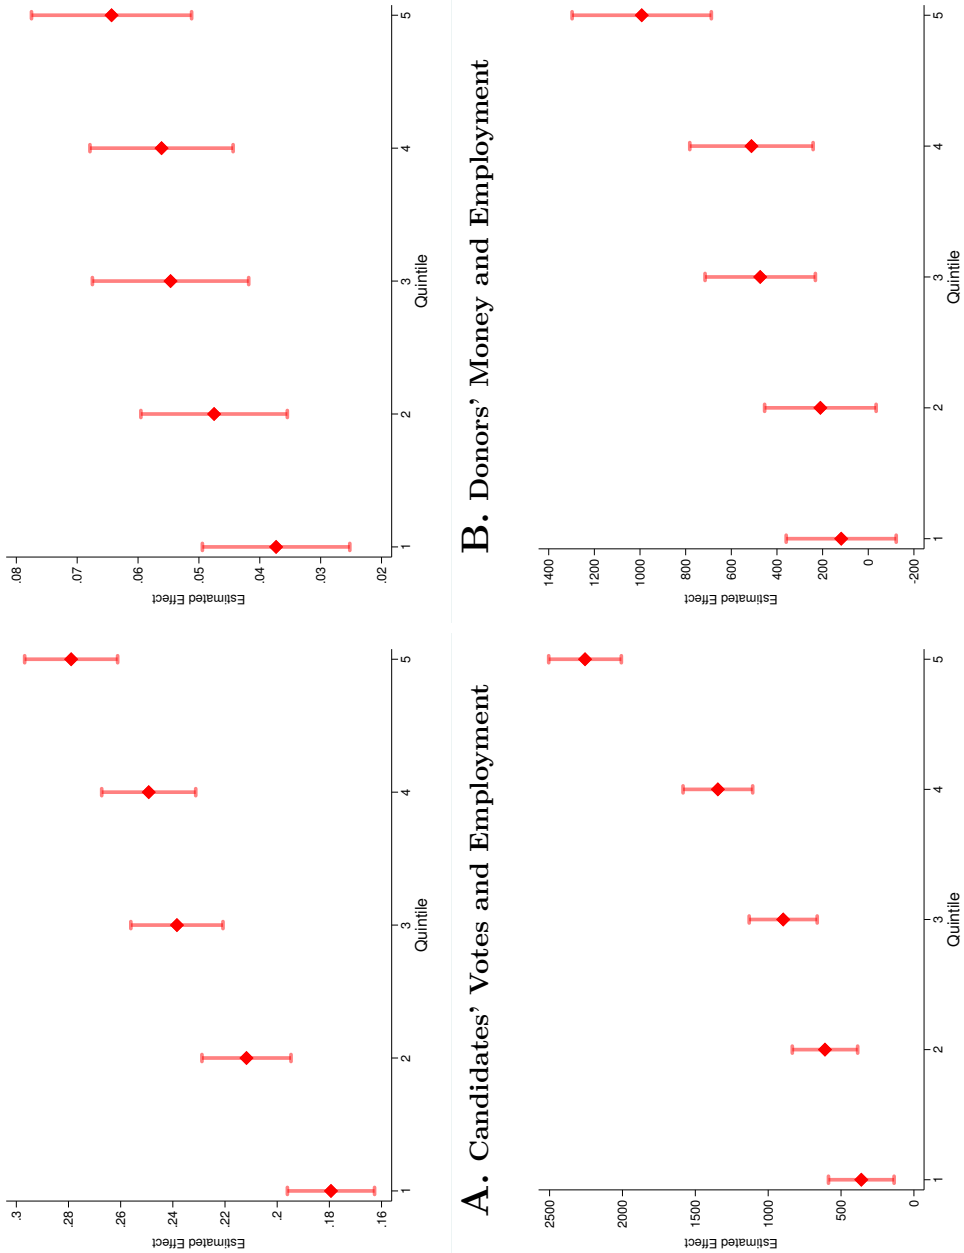 Estimated Effect
.3
.28
.26
.24
.22
.2
.18
.16
1 2 3 4 5
Quintile
Estimated Effect
.08
.07
.06
.05
.04
.03
.02
1 2 3 4 5
Quintile
A. Candidates' Votes and Employment
B. Donors' Money and Employment
Estimated Effect
2500
2000
1500
1000
500
0
1 2 3 4 5
Quintile
Estimated Effect
1400
1200
1000
800
600
400
200
0
-200
1 2 3 4 5
Quintile